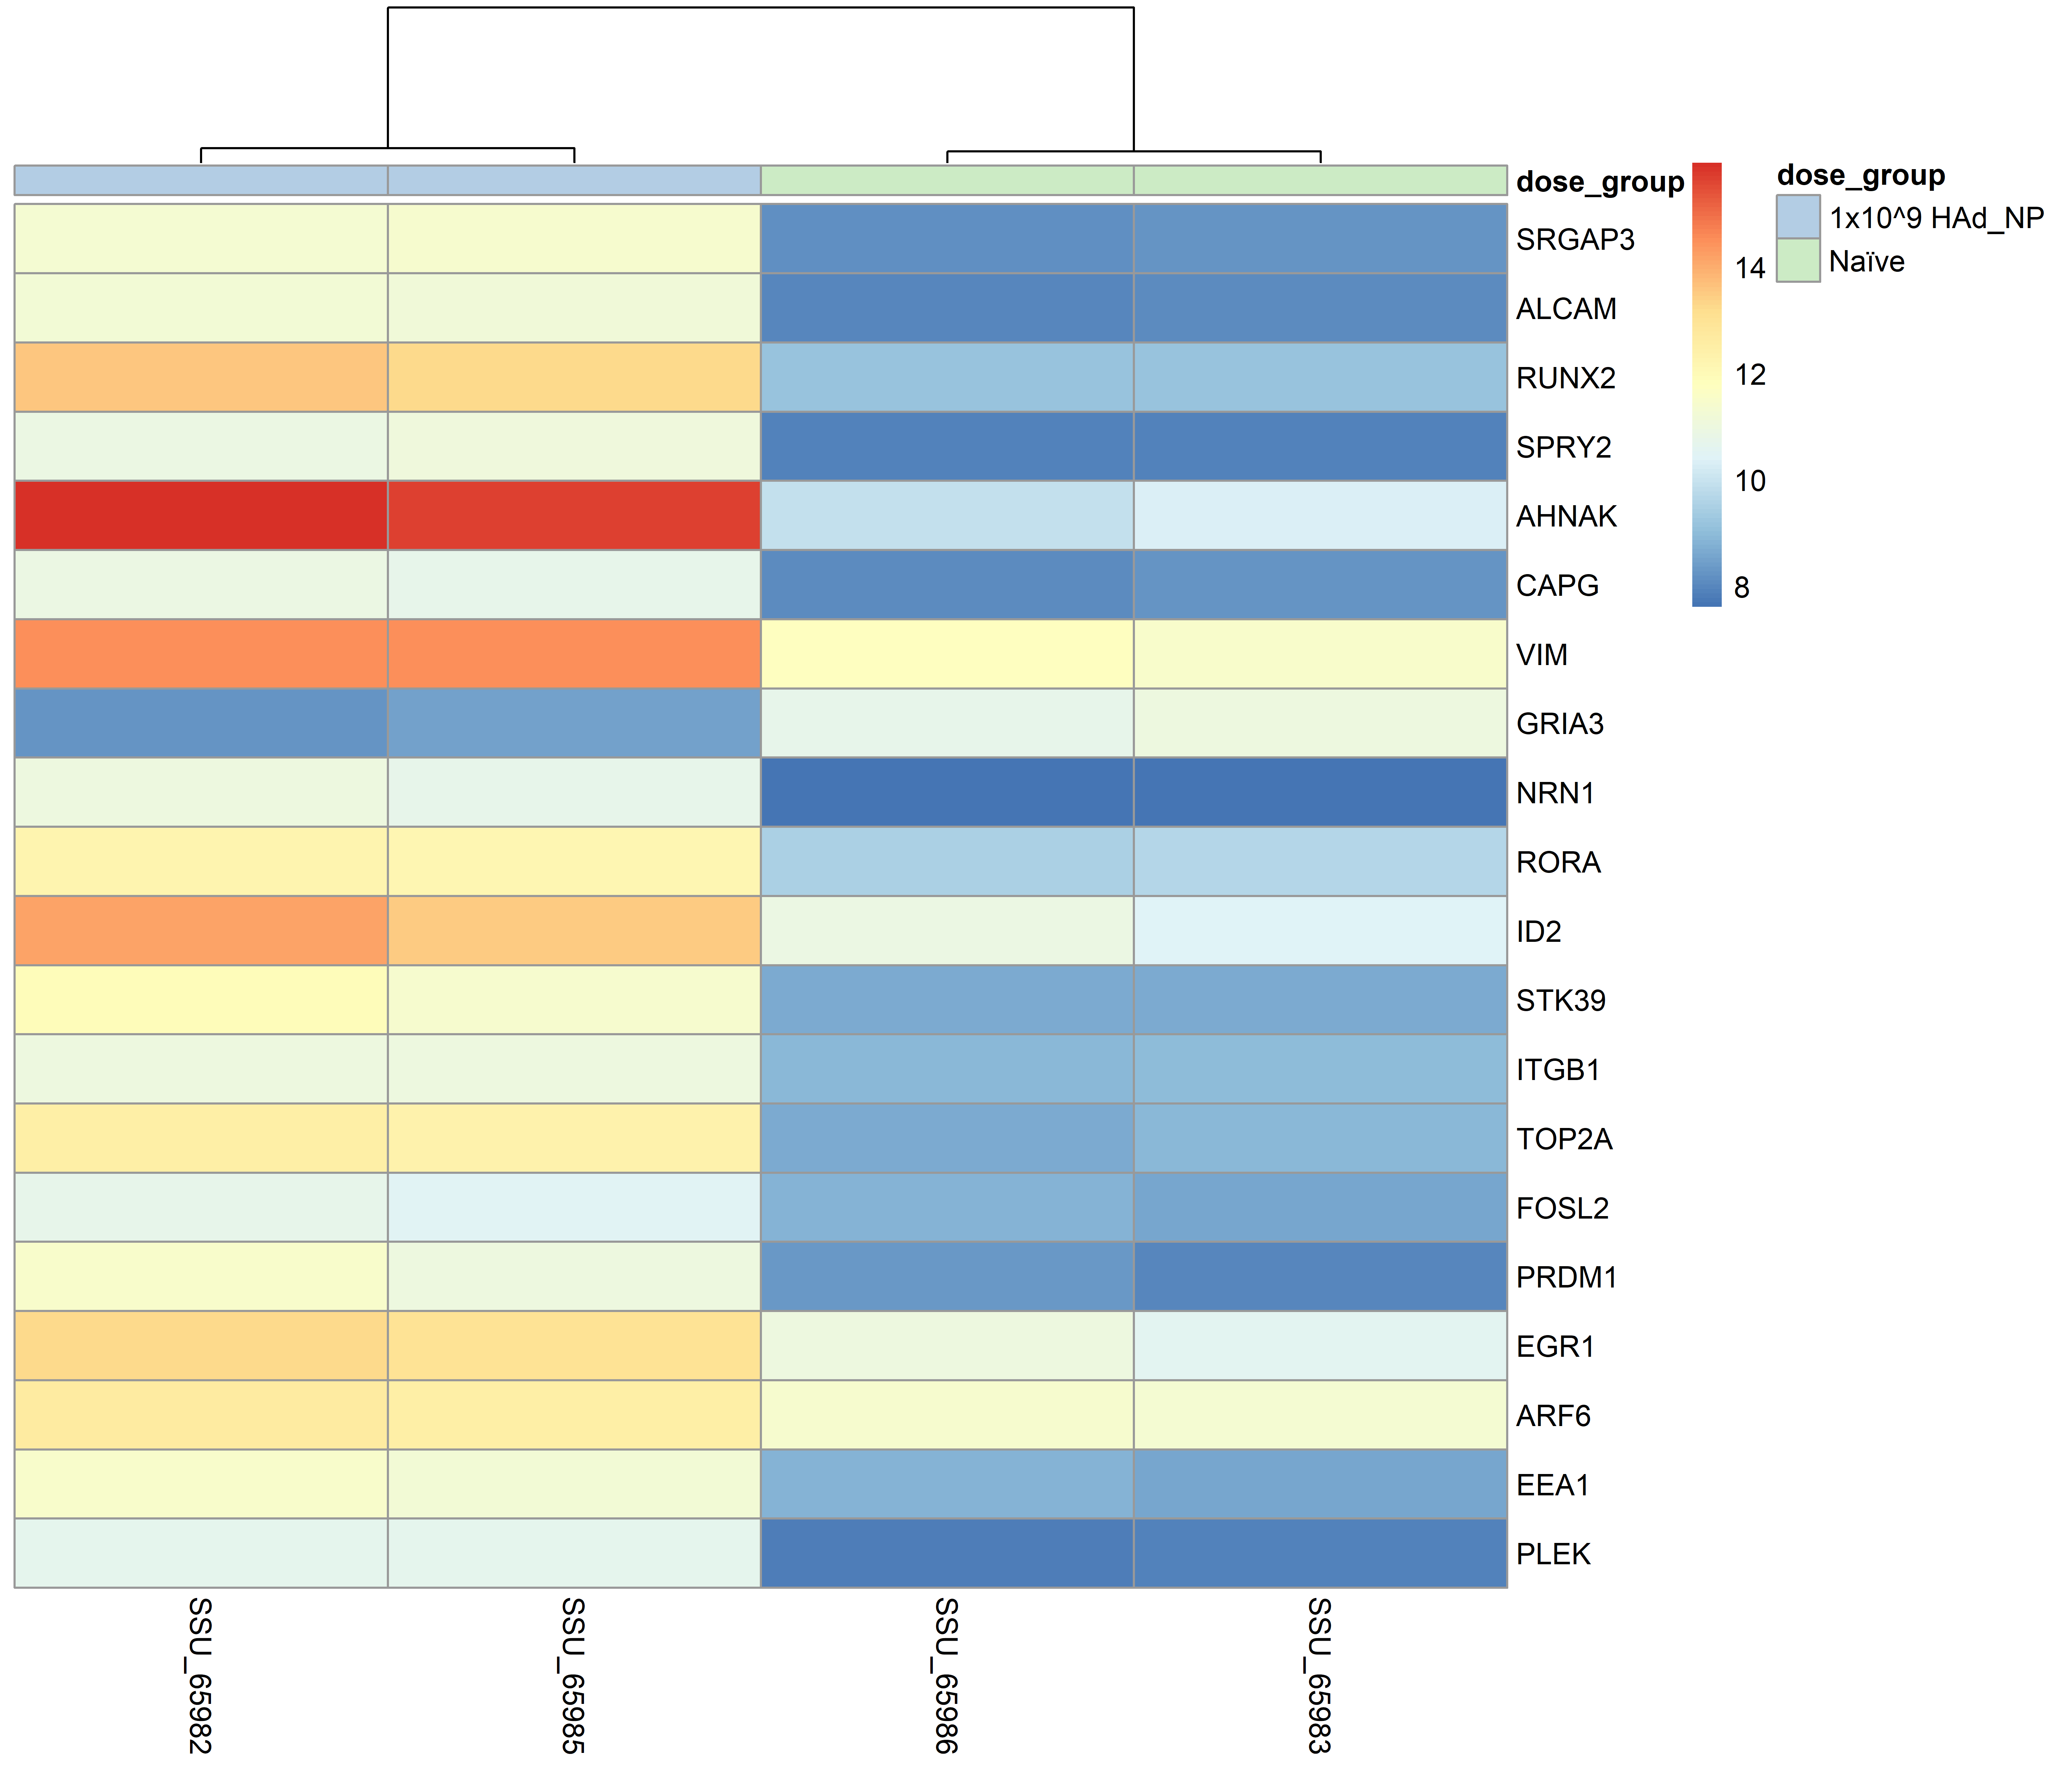 dose_group
SRGAP3
ALCAM
RUNX2
SPRY2
AHNAK
CAPG
VIM
GRIA3
NRN1
RORA
ID2
STK39
ITGB1
TOP2A
FOSL2
PRDM1
EGR1
ARF6
EEA1
PLEK
14
12
10
8
dose_group
1x10^9 HAd_NP
Naïve
SSU_65982
SSU_65985
SSU_65986
SSU_65983